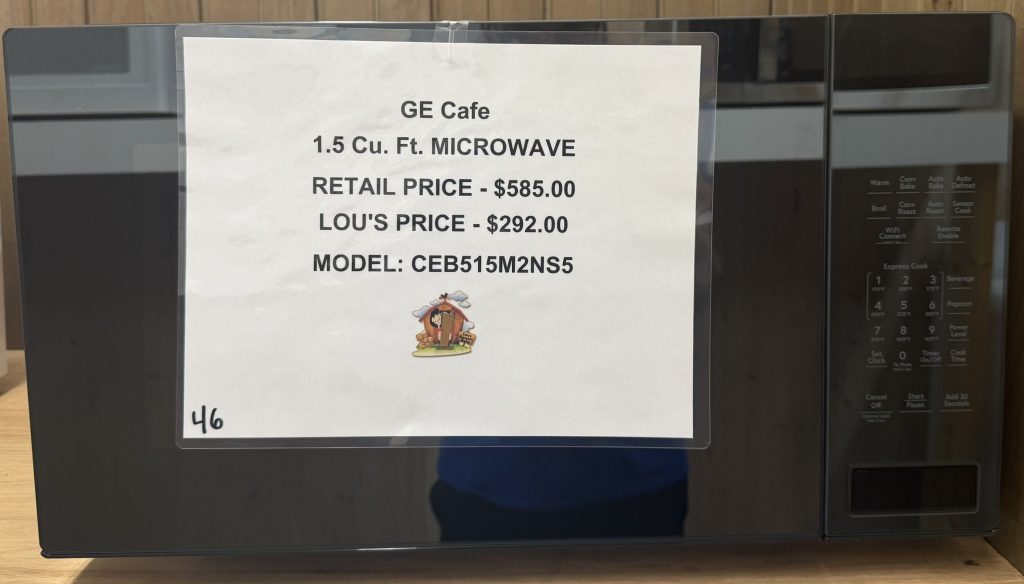 GE Cafe
1.5 Cu. Ft. MICROWAVE
RETAIL PRICE - $585.00
LOU'S PRICE - $292.00
MODEL: CEB515M2NS5
46
Warm Conv Bake Auto Bake Auto Defrost
Broil Conv Roast Auto Roast Sensor Cook
WiFi Connect Remote Enable
Express Cook
1 2 3 Beverage
4 5 6 Popcorn
7 8 9 Power Level
Set Clock 0 Timer On/Off Cook Time
Cancel Off Start Pause Add 30 Seconds